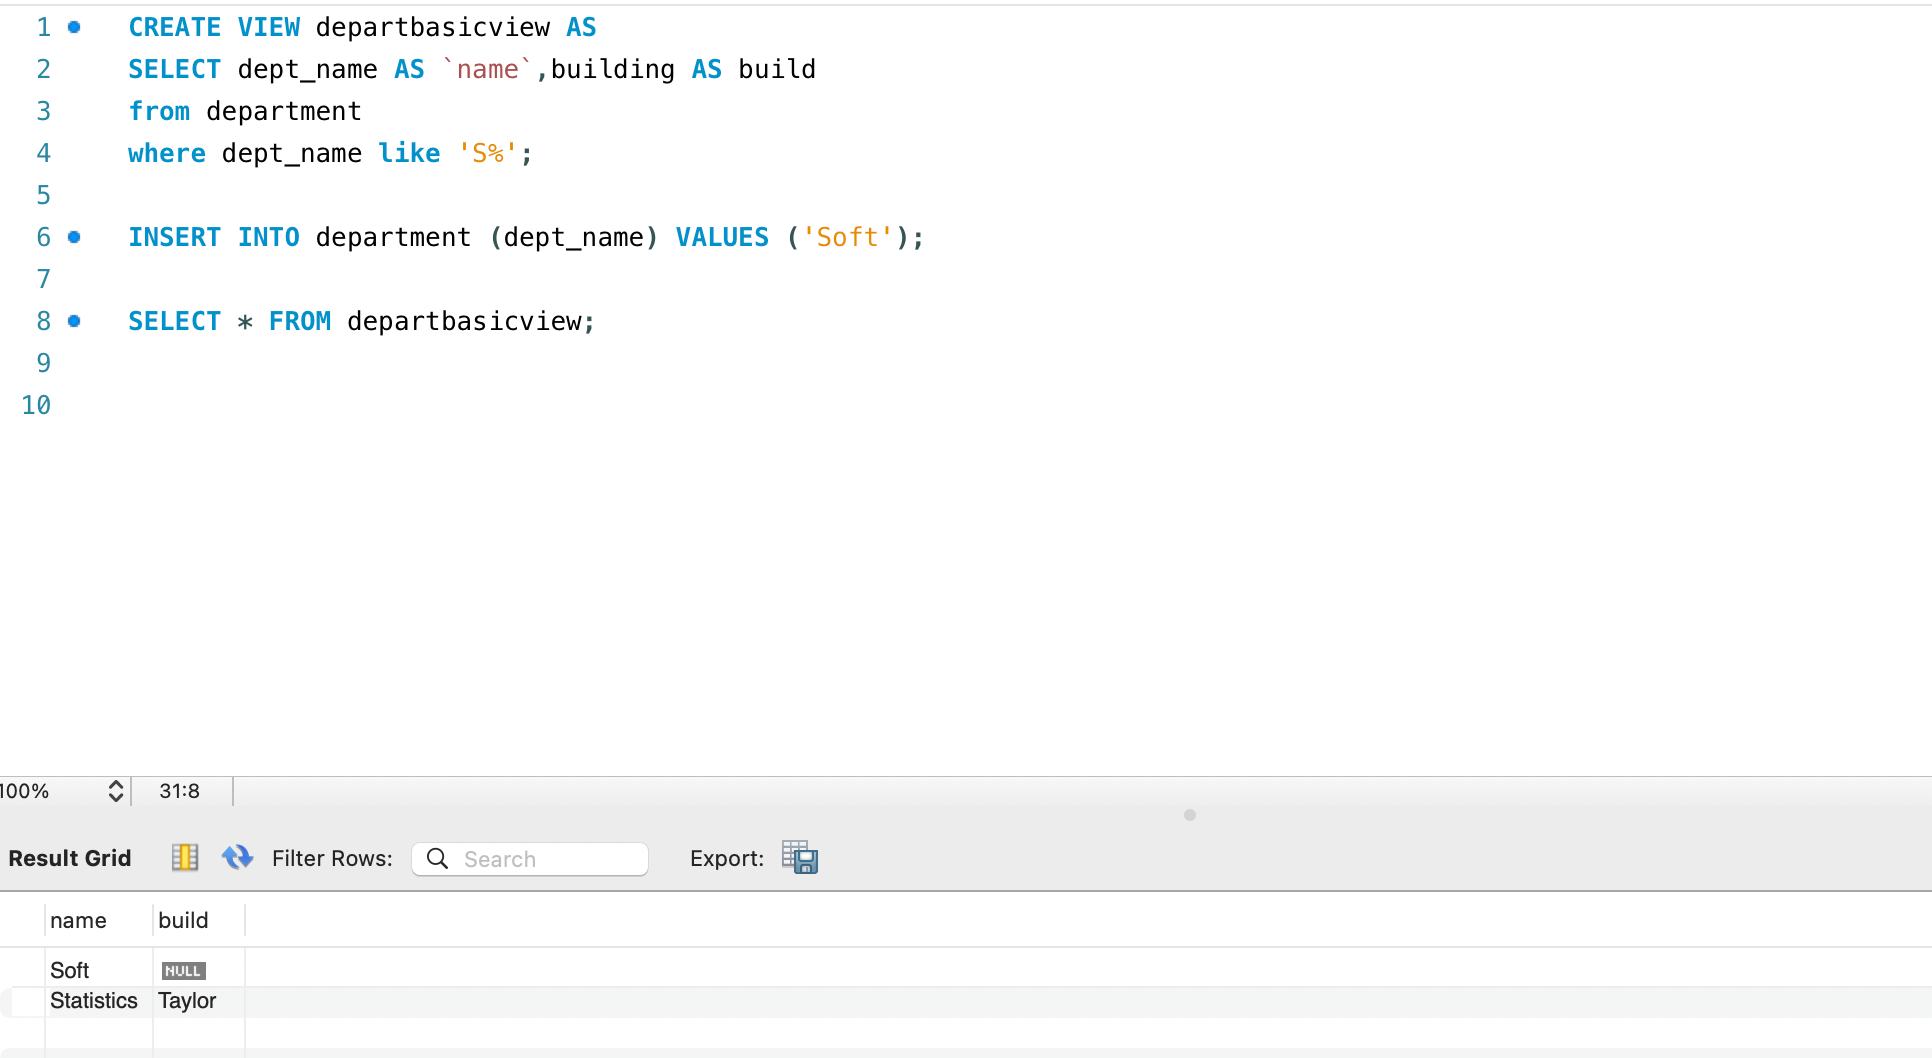 1 CREATE VIEW departbasicview AS
2 SELECT dept_name AS `name`,building AS build
3 from department
4 where dept_name like 'S%';
5
6 INSERT INTO department (dept_name) VALUES ('Soft');
7
8 SELECT * FROM departbasicview;
9
10
100% 31:8
Result Grid Filter Rows: Search Export:
name build
Soft NULL
Statistics Taylor